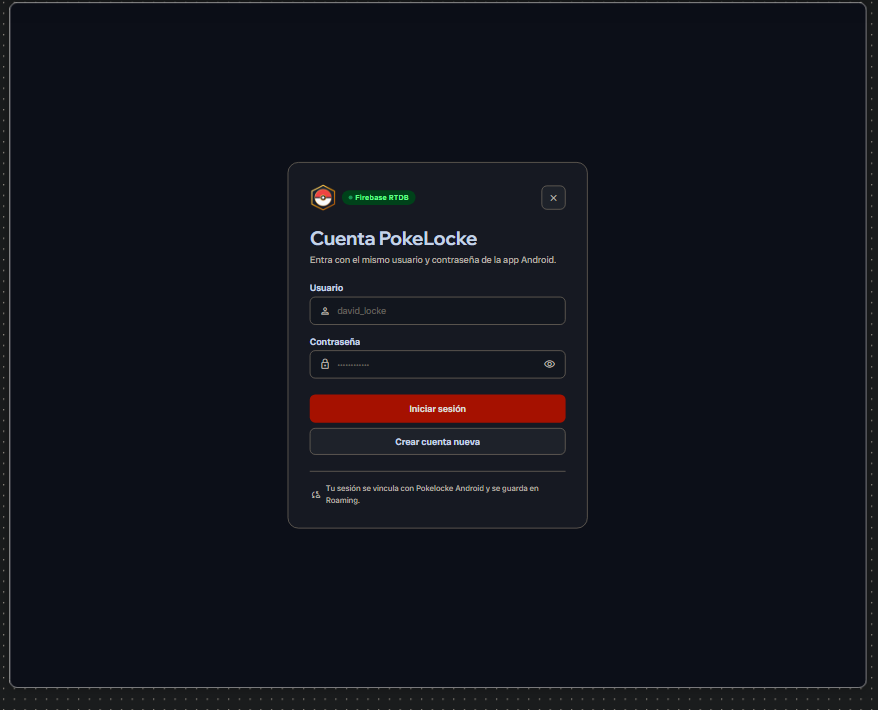 Firebase RTDB
Cuenta PokeLocke
Entra con el mismo usuario y contraseña de la app Android.
Usuario
david_locke
Contraseña
Iniciar sesión
Crear cuenta nueva
Tu sesión se vincula con Pokelocke Android y se guarda en
Roaming.